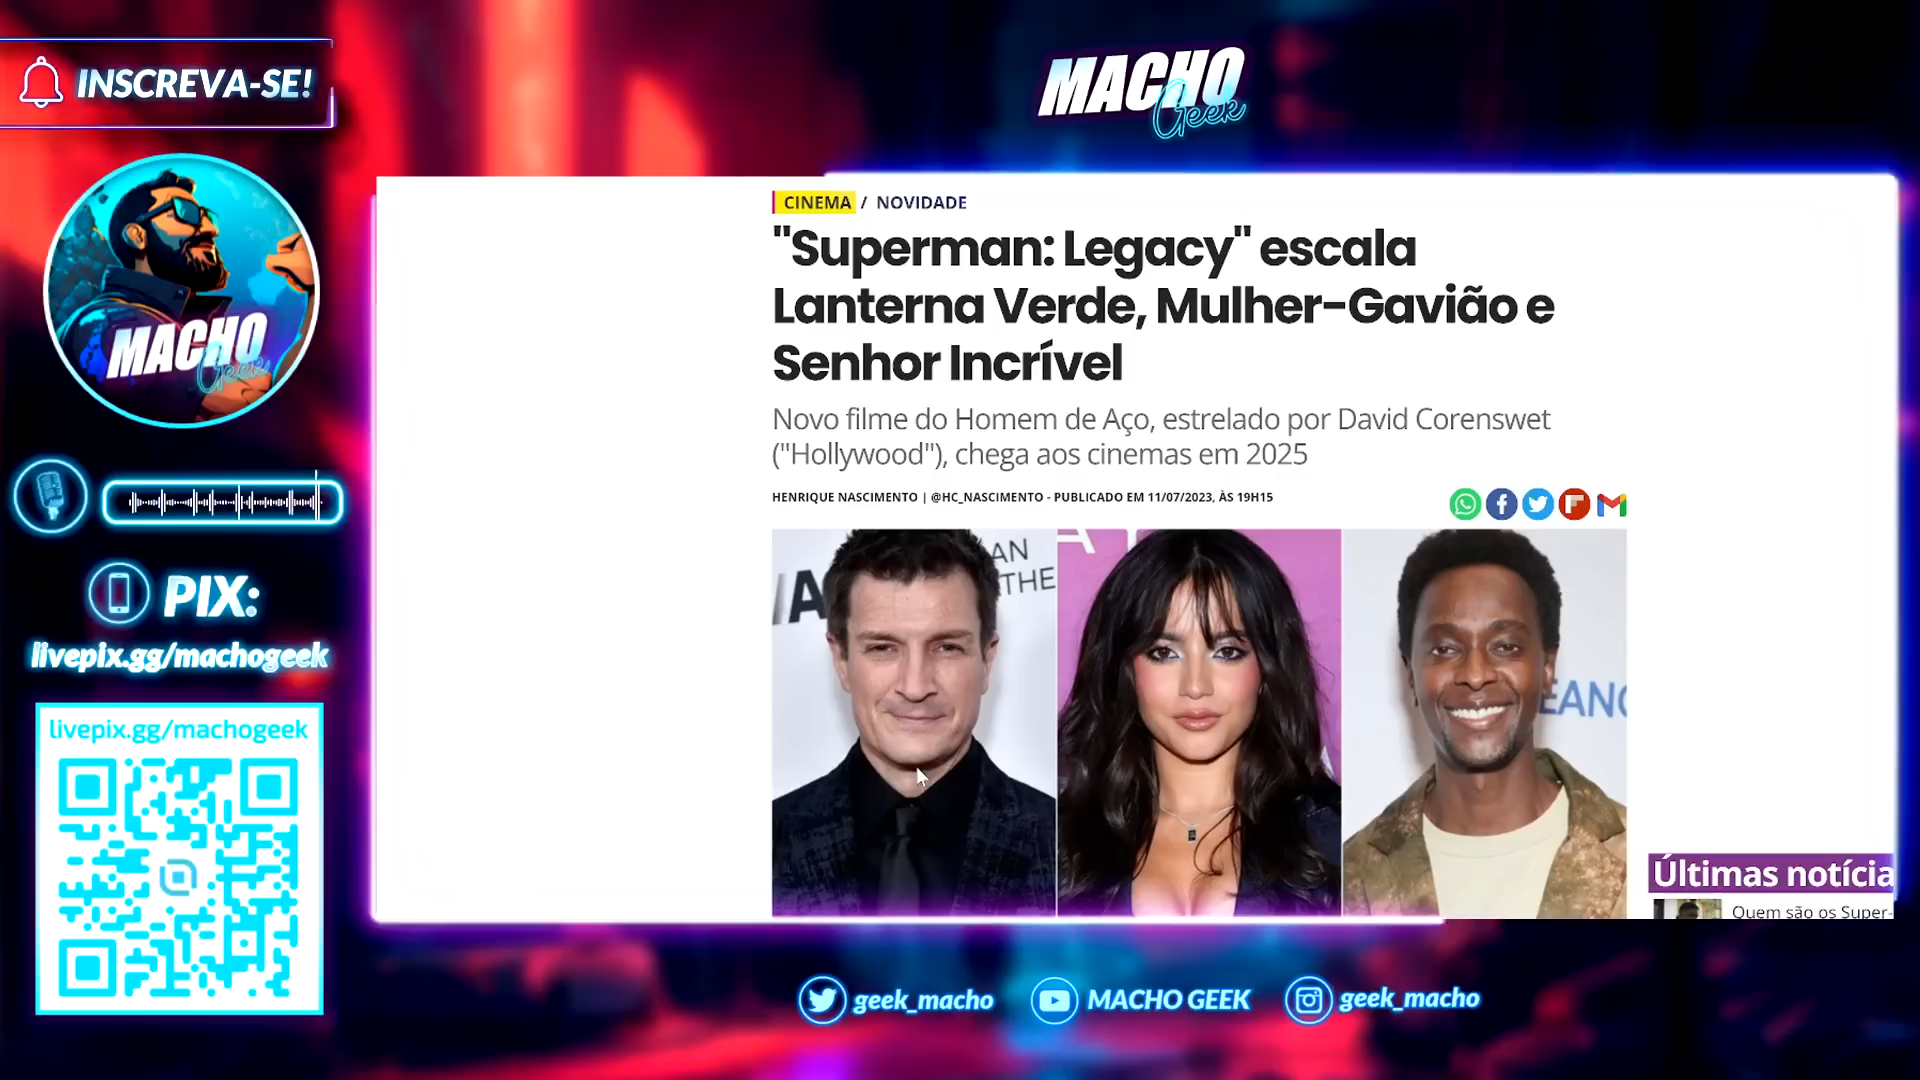 INSCREVA-SE!
MACHO
Geek
MACHO
Geek
PIX:
livepix.gg/machogeek
livepix.gg/machogeek
CINEMA / NOVIDADE
"Superman: Legacy" escala
Lanterna Verde, Mulher-Gavião e
Senhor Incrível
Novo filme do Homem de Aço, estrelado por David Corenswet
("Hollywood"), chega aos cinemas em 2025
HENRIQUE NASCIMENTO | @HC_NASCIMENTO - PUBLICADO EM 11/07/2023, ÀS 19H15
AN
THE
EANO
Últimas notícia
Quem são os Super-
geek_macho
MACHO GEEK
geek_macho